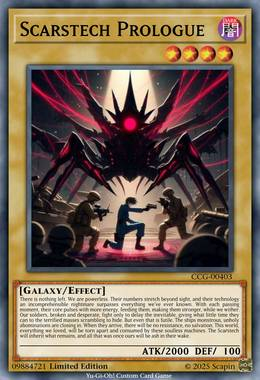 Scarstech Prologue
DARK
闇
CCG-00403
[Galaxy/Effect]
There is nothing left. We are powerless. Their numbers stretch beyond sight, and their technology
an incomprehensible nightmare surpasses everything we've ever known. With each passing
moment, their core pulses with more energy, feeding them, making them stronger, while we wither.
Our soldiers, broken and desperate, fight only to delay the inevitable, giving what little time they
can to the terrified masses scrambling to hide. But even that is futile. The ships monstrous, unholy
abominations are closing in. When they arrive, there will be no resistance, no salvation. This world,
everything we loved, will be torn apart and consumed by these soulless machines. The Scarstech
will inherit what remains, and all that was once ours will be ash in their wake.
ATK/2000 DEF/ 100
09884721 Limited Edition
© 2025 Scapin
Yu-Gi-Oh! Custom Card Game